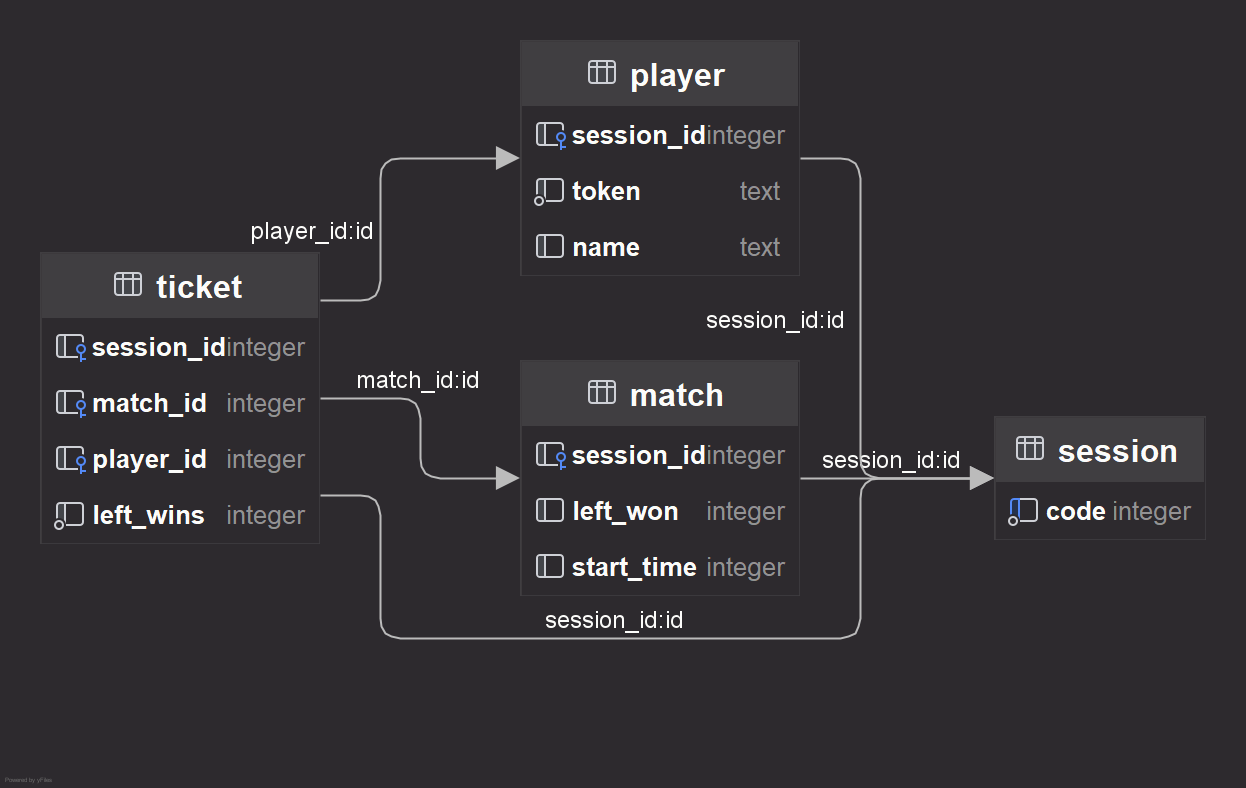 player
session_id integer
token text
name text
player_id:id
ticket
session_id integer
match_id integer
player_id integer
left_wins integer
session_id:id
match_id:id
match
session_id integer
left_won integer
start_time integer
session_id:id
session
code integer
session_id:id
Powered by yFiles